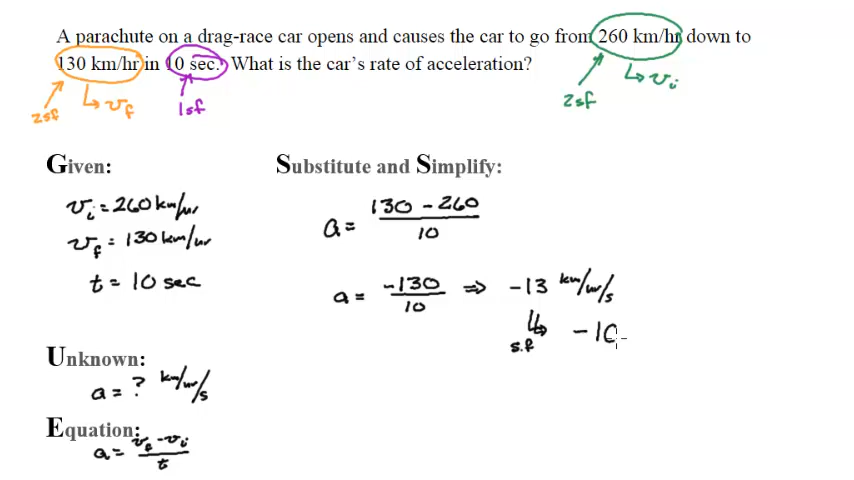 A parachute on a drag-race car opens and causes the car to go from 260 km/hr down to
130 km/hr in 10 sec. What is the car's rate of acceleration?
2sf
vf
1sf
2sf
vi
Given:
vi = 260 km/hr
vf = 130 km/hr
t = 10 sec
Unknown:
a = ? km/hr/s
Equation:
a = vf - vi / t
Substitute and Simplify:
a = 130 - 260 / 10
a = -130 / 10 ⇒ -13 km/hr/s
s.f ↳ -10